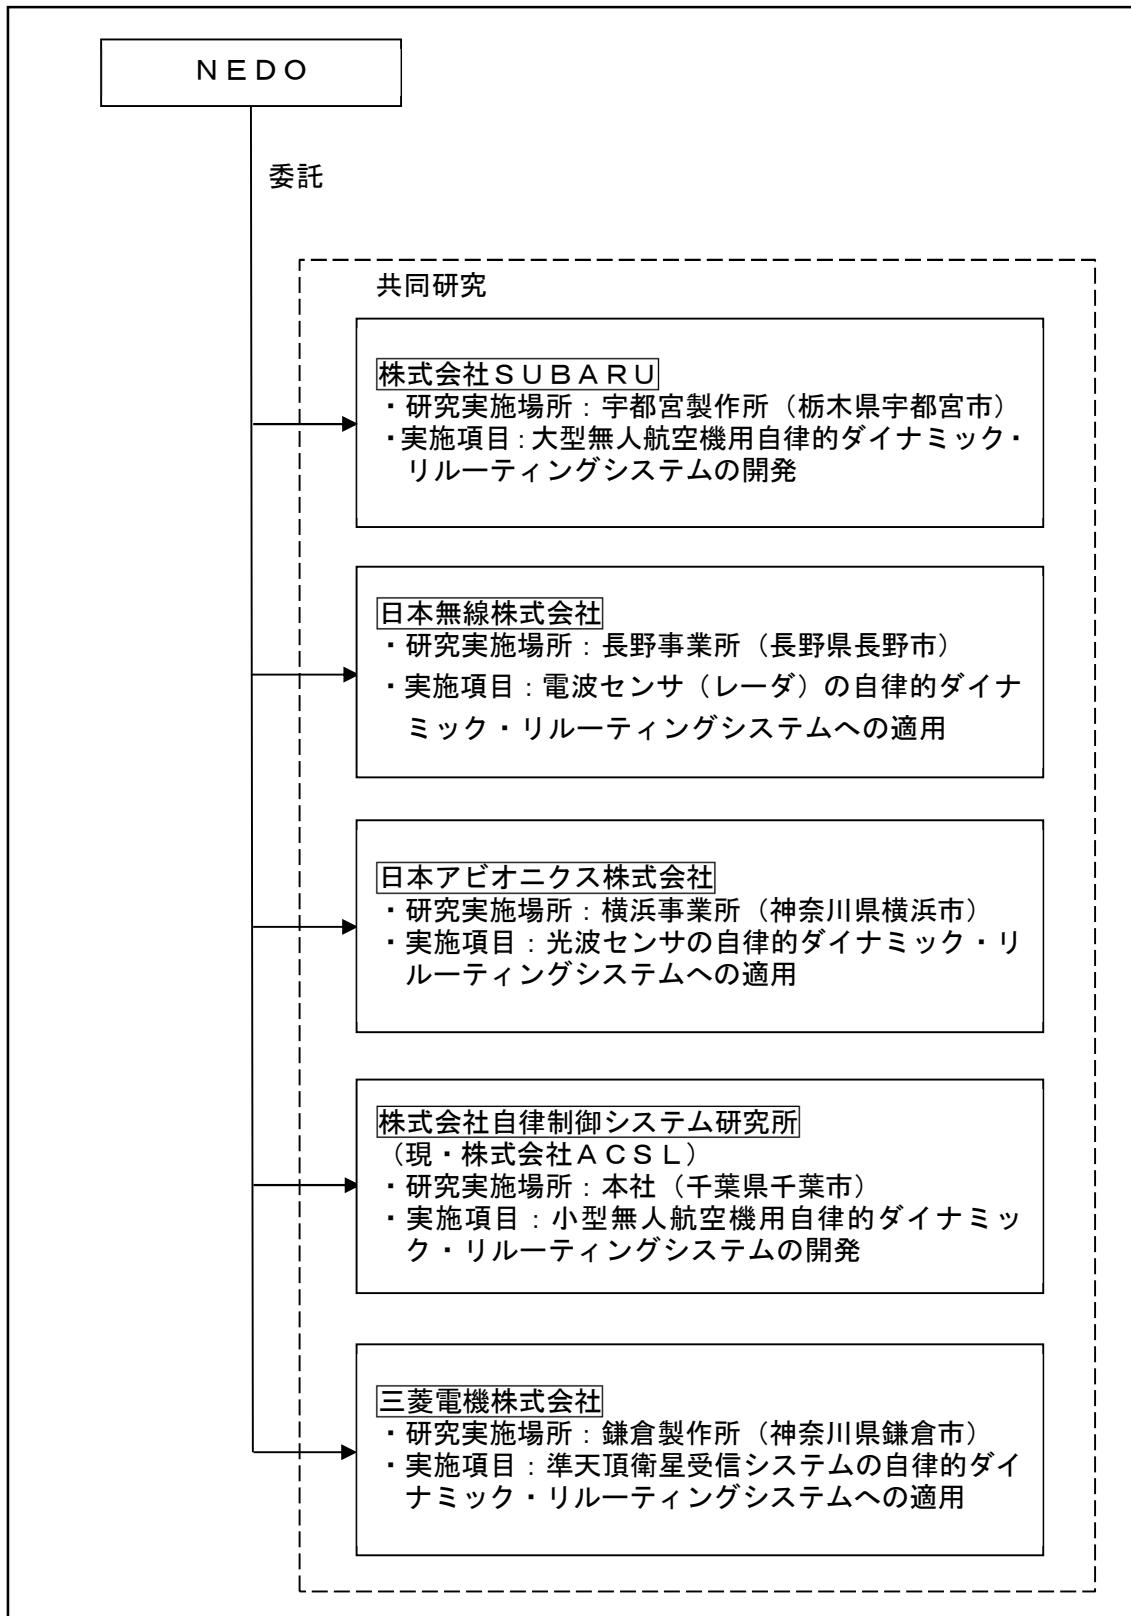 ＮＥＤＯ
委託
共同研究
株式会社ＳＵＢＡＲＵ
・研究実施場所：宇都宮製作所（栃木県宇都宮市）
・実施項目：大型無人航空機用自律的ダイナミック・
リルーティングシステムの開発
日本無線株式会社
・研究実施場所：長野事業所（長野県長野市）
・実施項目：電波センサ（レーダ）の自律的ダイナ
ミック・リルーティングシステムへの適用
日本アビオニクス株式会社
・研究実施場所：横浜事業所（神奈川県横浜市）
・実施項目：光波センサの自律的ダイナミック・リ
ルーティングシステムへの適用
株式会社自律制御システム研究所
（現・株式会社ＡＣＳＬ）
・研究実施場所：本社（千葉県千葉市）
・実施項目：小型無人航空機用自律的ダイナミッ
ク・リルーティングシステムの開発
三菱電機株式会社
・研究実施場所：鎌倉製作所（神奈川県鎌倉市）
・実施項目：準天頂衛星受信システムの自律的ダイ
ナミック・リルーティングシステムへの適用